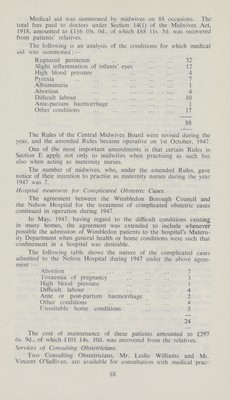 Medical aid was summoned by midwives on 88 occasions. The
total fees paid to doctors under Section 14(1) of the Midwives Act,
1918, amounted to £116 10s. 0d., of which £68 11s. 5d. was recovered
from patients' relatives.
The following is an analysis of the conditions for which medical
aid was summoned:—
Ruptured perineum 32
Slight inflammation of infants' eyes 12
High blood pressure 4
Pyrexia 7
Albuminuria 1
Abortion 4
Difficult labour 10
Ante-partum haemorrhage 1
Other conditions 17
88
The Rules of the Central Midwives Board were revised during the
year, and the amended Rules became operative on 1st October, 1947.
One of the most important amendments is that certain Rules in
Section E apply not only to midwives when practising as such but
also when acting as maternity nurses.
The number of midwives, who, under the amended Rules, gave
notice of their intention to practise as maternity nurses during the year
1947 was 7.
Hospital treatment for Complicated Obstetric Cases.
The agreement between the Wimbledon Borough Council and
the Nelson Hospital for the treatment of complicated obstetric cases
continued in operation during 1947.
In May, 1947, having regard to the difficult conditions existing
in many homes, the agreement was extended to include whenever
possible the admission of Wimbledon patients to the hospital's Matern-
ity Department when general health or home conditions were such that
confinement in a hospital was desirable.
The following table shows the nature of the complicated cases
admitted to the Nelson Hospital during 1947 under the above agree-
ment :—
Abortion 7
Toxaemia of pregnancy 3
High blood pressure 1
Difficult labour 4
Ante or post-partum haemorrhage 2
Other conditions 4
Unsuitable home conditions 3
24
The cost of maintenance of these patients amounted to £297
6s. 9d., of which £101 14s. 10d. was recovered from the relatives.
Services of Consulting Obstetricians.
Two Consulting Obstetricians, Mr. Leslie Williams and Mr.
Vincent O'Sullivan, are available for consultation with medical prac-
18